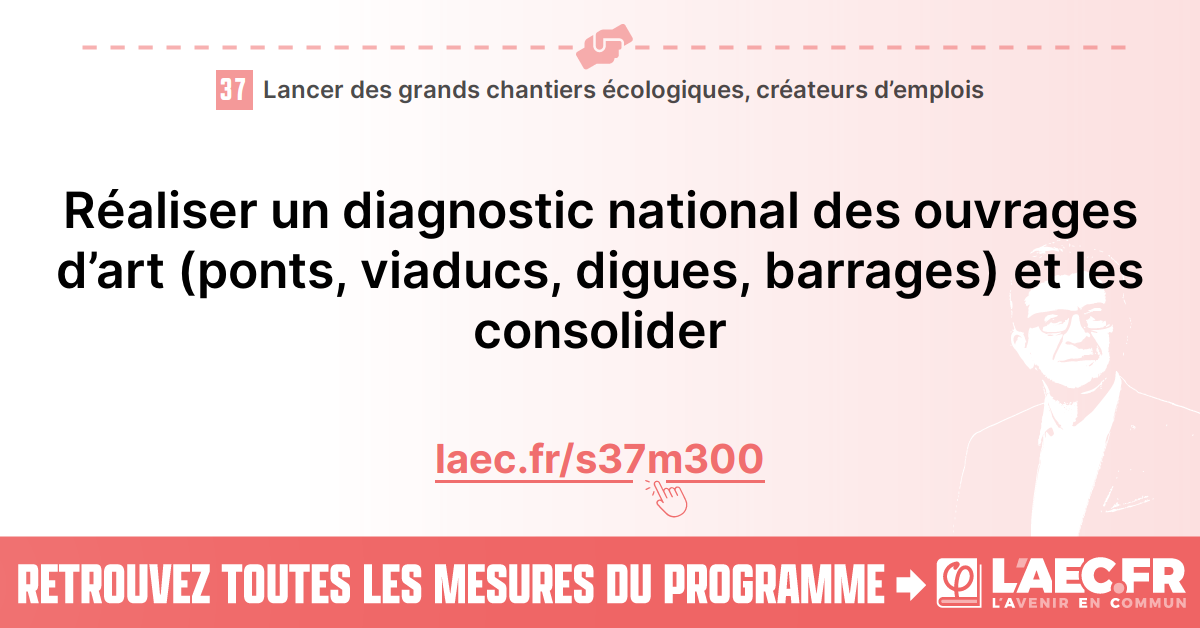 37 Lancer des grands chantiers écologiques, créateurs d’emplois
Réaliser un diagnostic national des ouvrages
d’art (ponts, viaducs, digues, barrages) et les
consolider
laec.fr/s37m300
RETROUVEZ TOUTES LES MESURES DU PROGRAMME
φ L’AEC.FR
L’AVENIR EN COMMUN